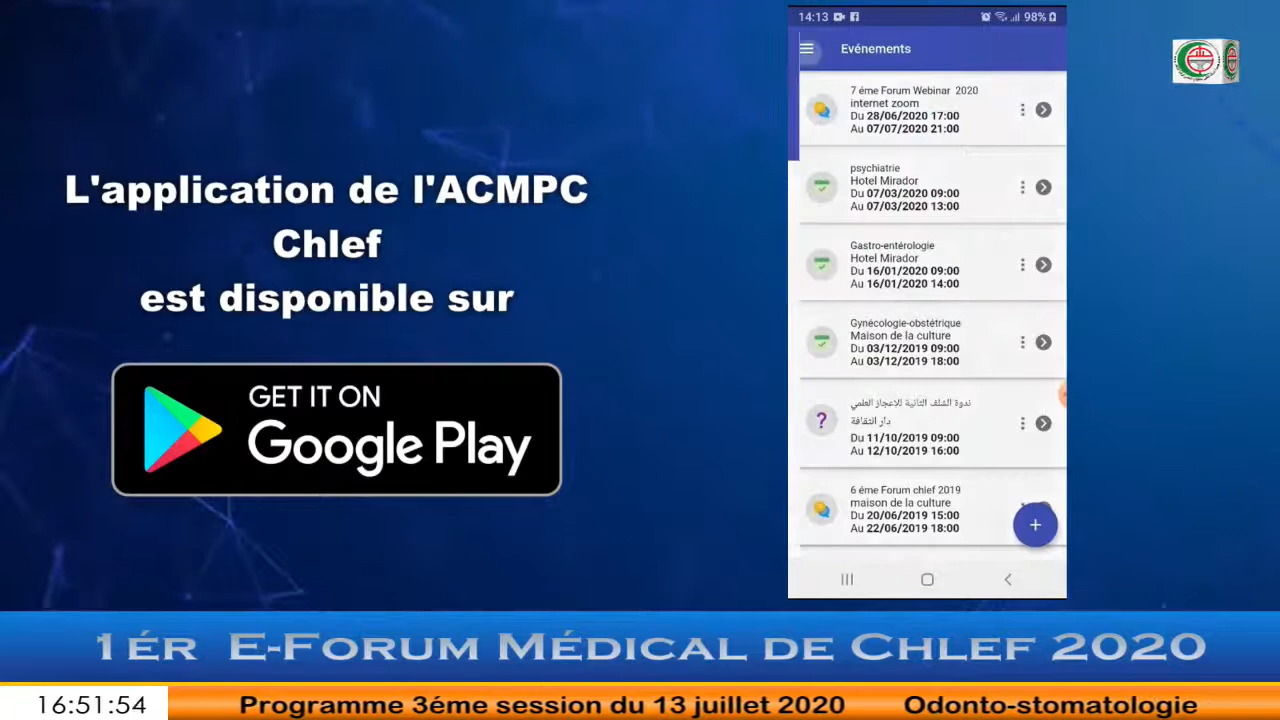 L'application de l'ACMPC
Chlef
est disponible sur
GET IT ON
Google Play
14:13
98%
Evénements
7 éme Forum Webinar 2020
internet zoom
Du 28/06/2020 17:00
Au 07/07/2020 21:00
psychiatrie
Hotel Mirador
Du 07/03/2020 09:00
Au 07/03/2020 13:00
Gastro-entérologie
Hotel Mirador
Du 16/01/2020 09:00
Au 16/01/2020 14:00
Gynécologie-obstétrique
Maison de la culture
Du 03/12/2019 09:00
Au 03/12/2019 18:00
ندوة الشلف الثانية للإعجاز العلمي
دار الثقافة
Du 11/10/2019 09:00
Au 12/10/2019 16:00
6 éme Forum chlef 2019
maison de la culture
Du 20/06/2019 15:00
Au 22/06/2019 18:00
1ér E-Forum Médical de Chlef 2020
16:51:54
Programme 3éme session du 13 juillet 2020 Odonto-stomatologie